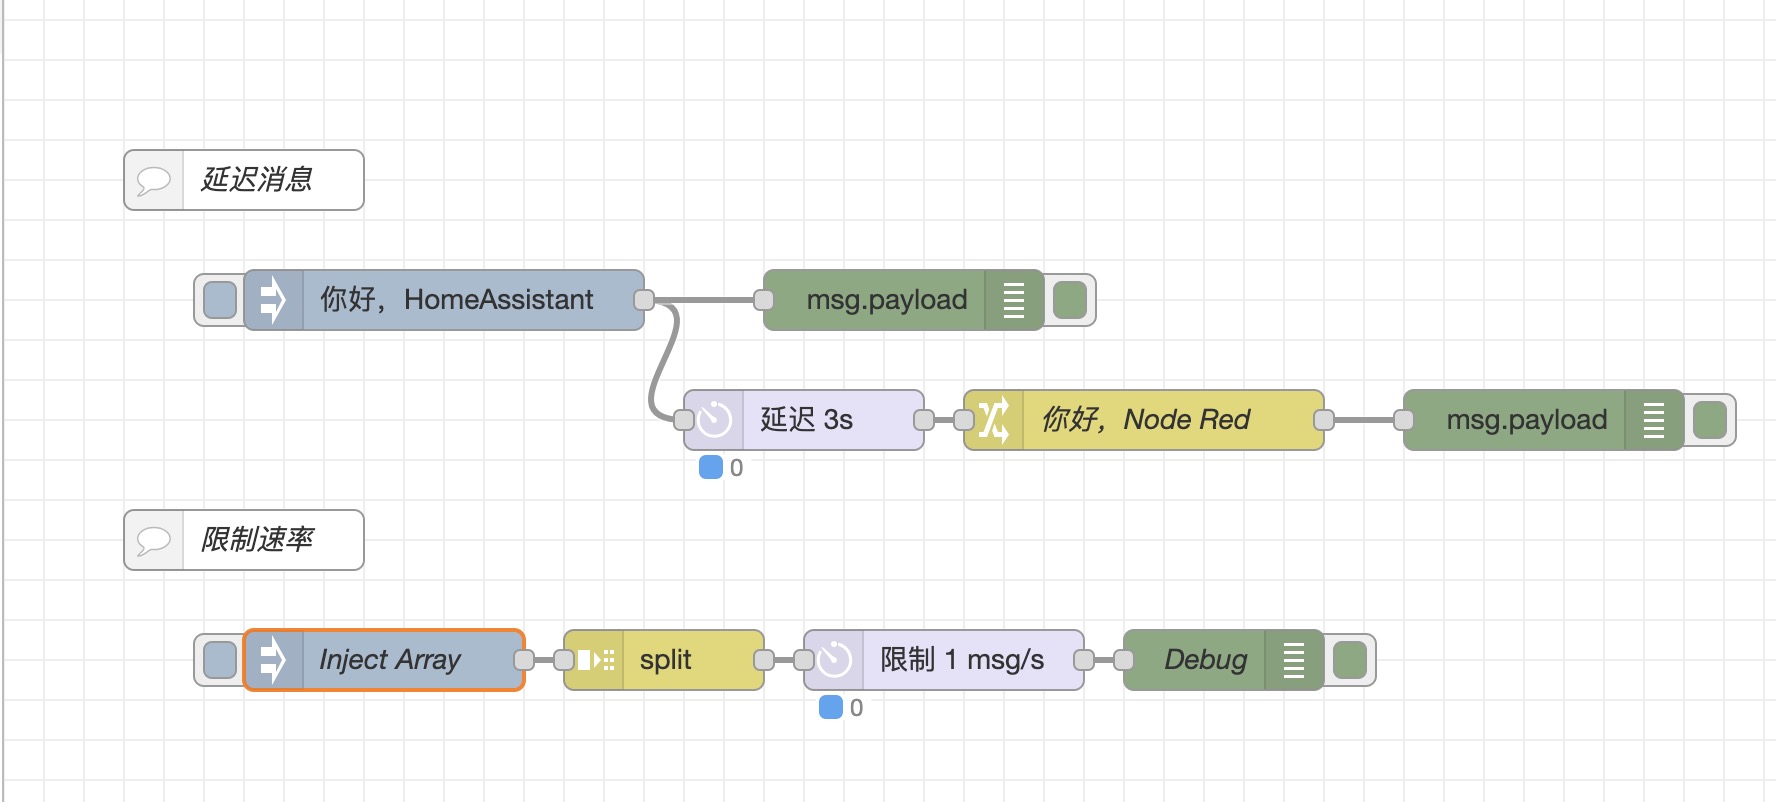 延迟消息
你好，HomeAssistant
msg.payload
延迟 3s
你好，Node Red
msg.payload
0
限制速率
Inject Array
split
限制 1 msg/s
Debug
0